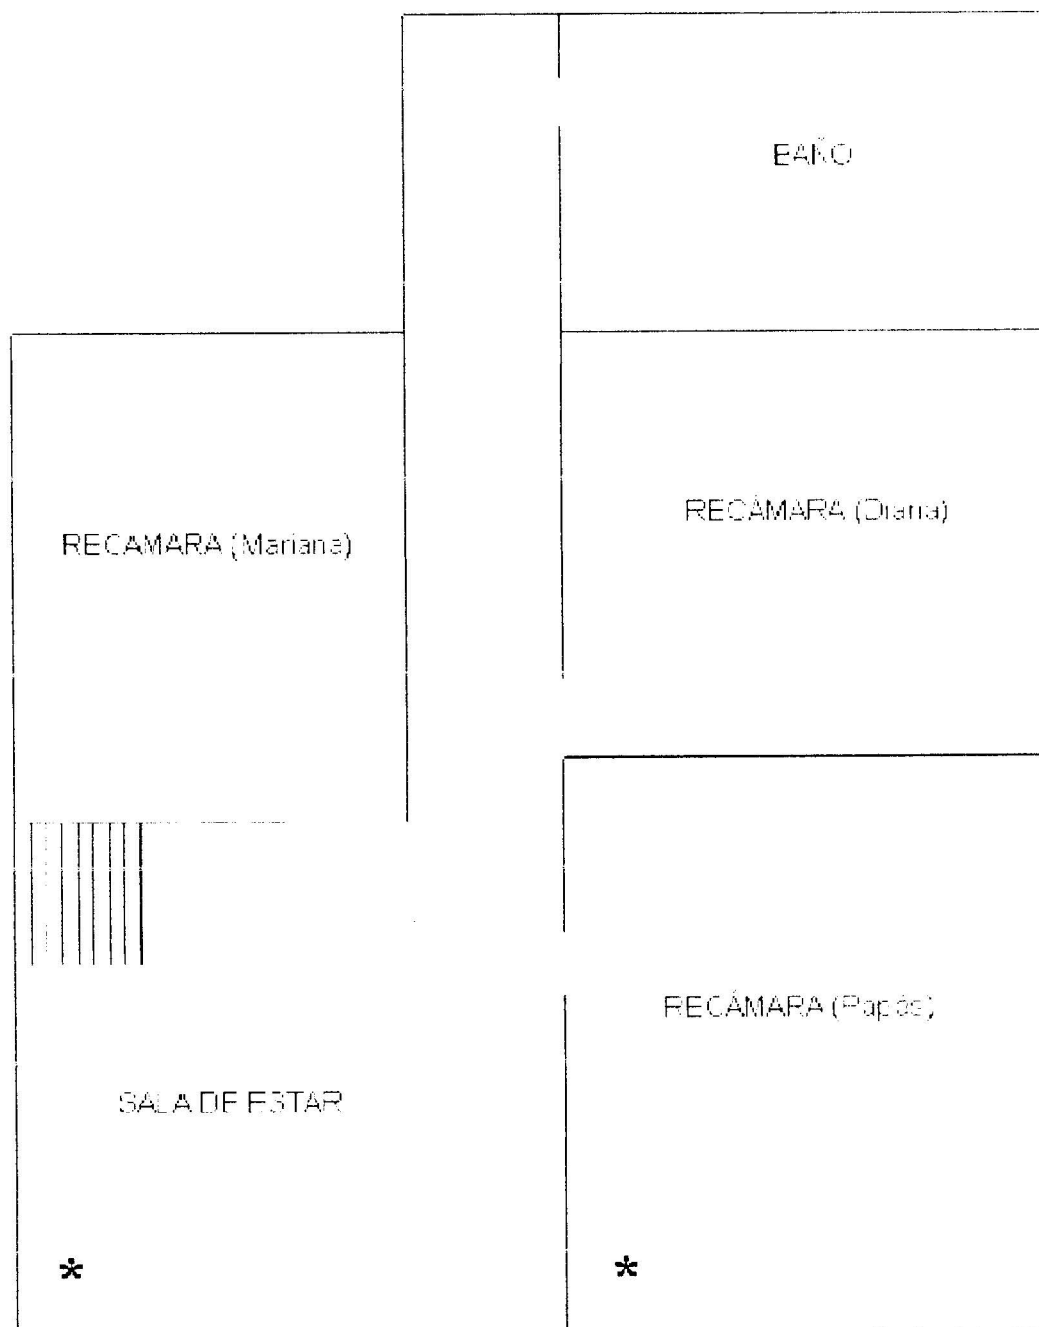 BAÑO
RECÁMARA (Diana)
RECAMARA (Mariana)
RECÁMARA (Papás)
SALA DE ESTAR
*
*